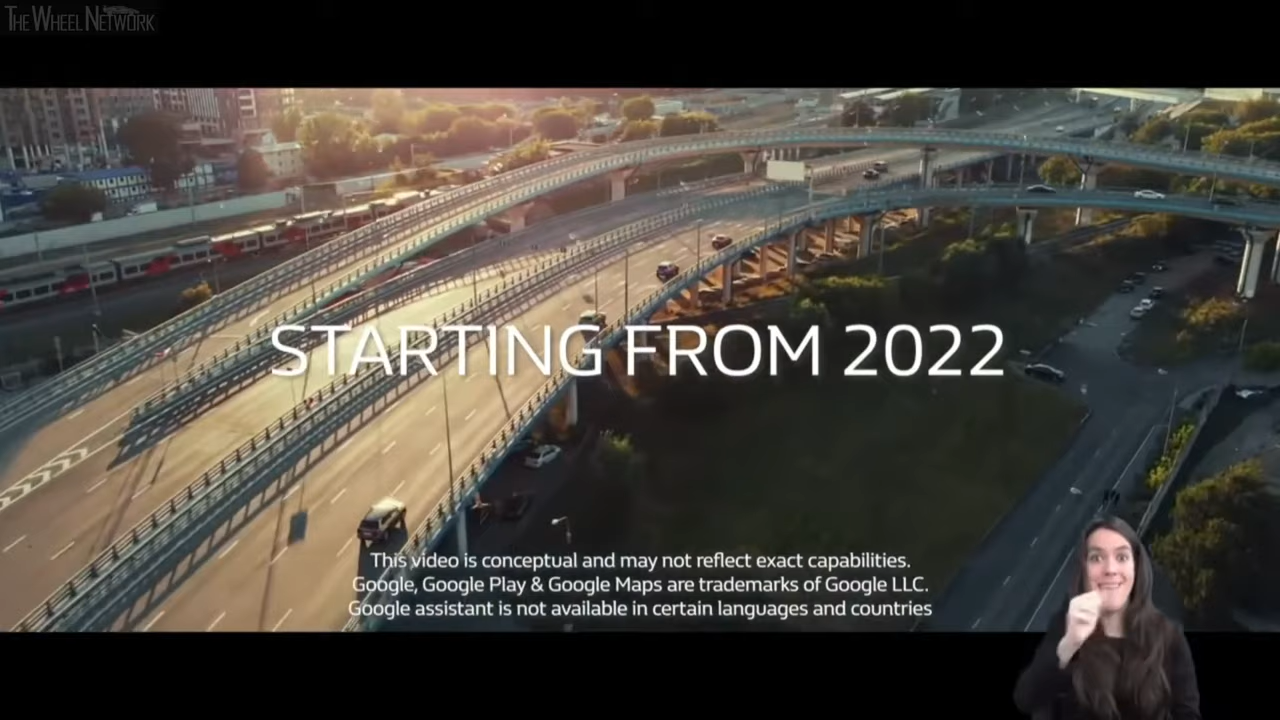 THE WHEEL NETWORK
STARTING FROM 2022
This video is conceptual and may not reflect exact capabilities.
Google, Google Play & Google Maps are trademarks of Google LLC.
Google assistant is not available in certain languages and countries